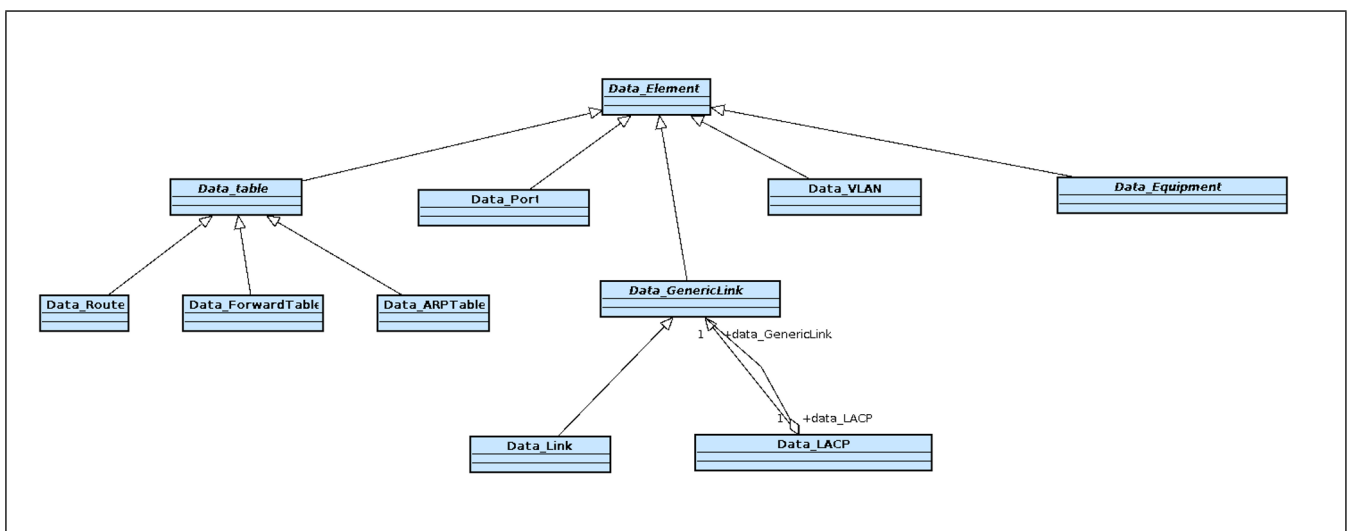 Data_Element
Data_table
Data_Port
Data_VLAN
Data_Equipment
Data_Route
Data_ForwardTable
Data_ARPTable
Data_GenericLink
1 +data_GenericLink
1 +data_LACP
Data_Link
Data_LACP